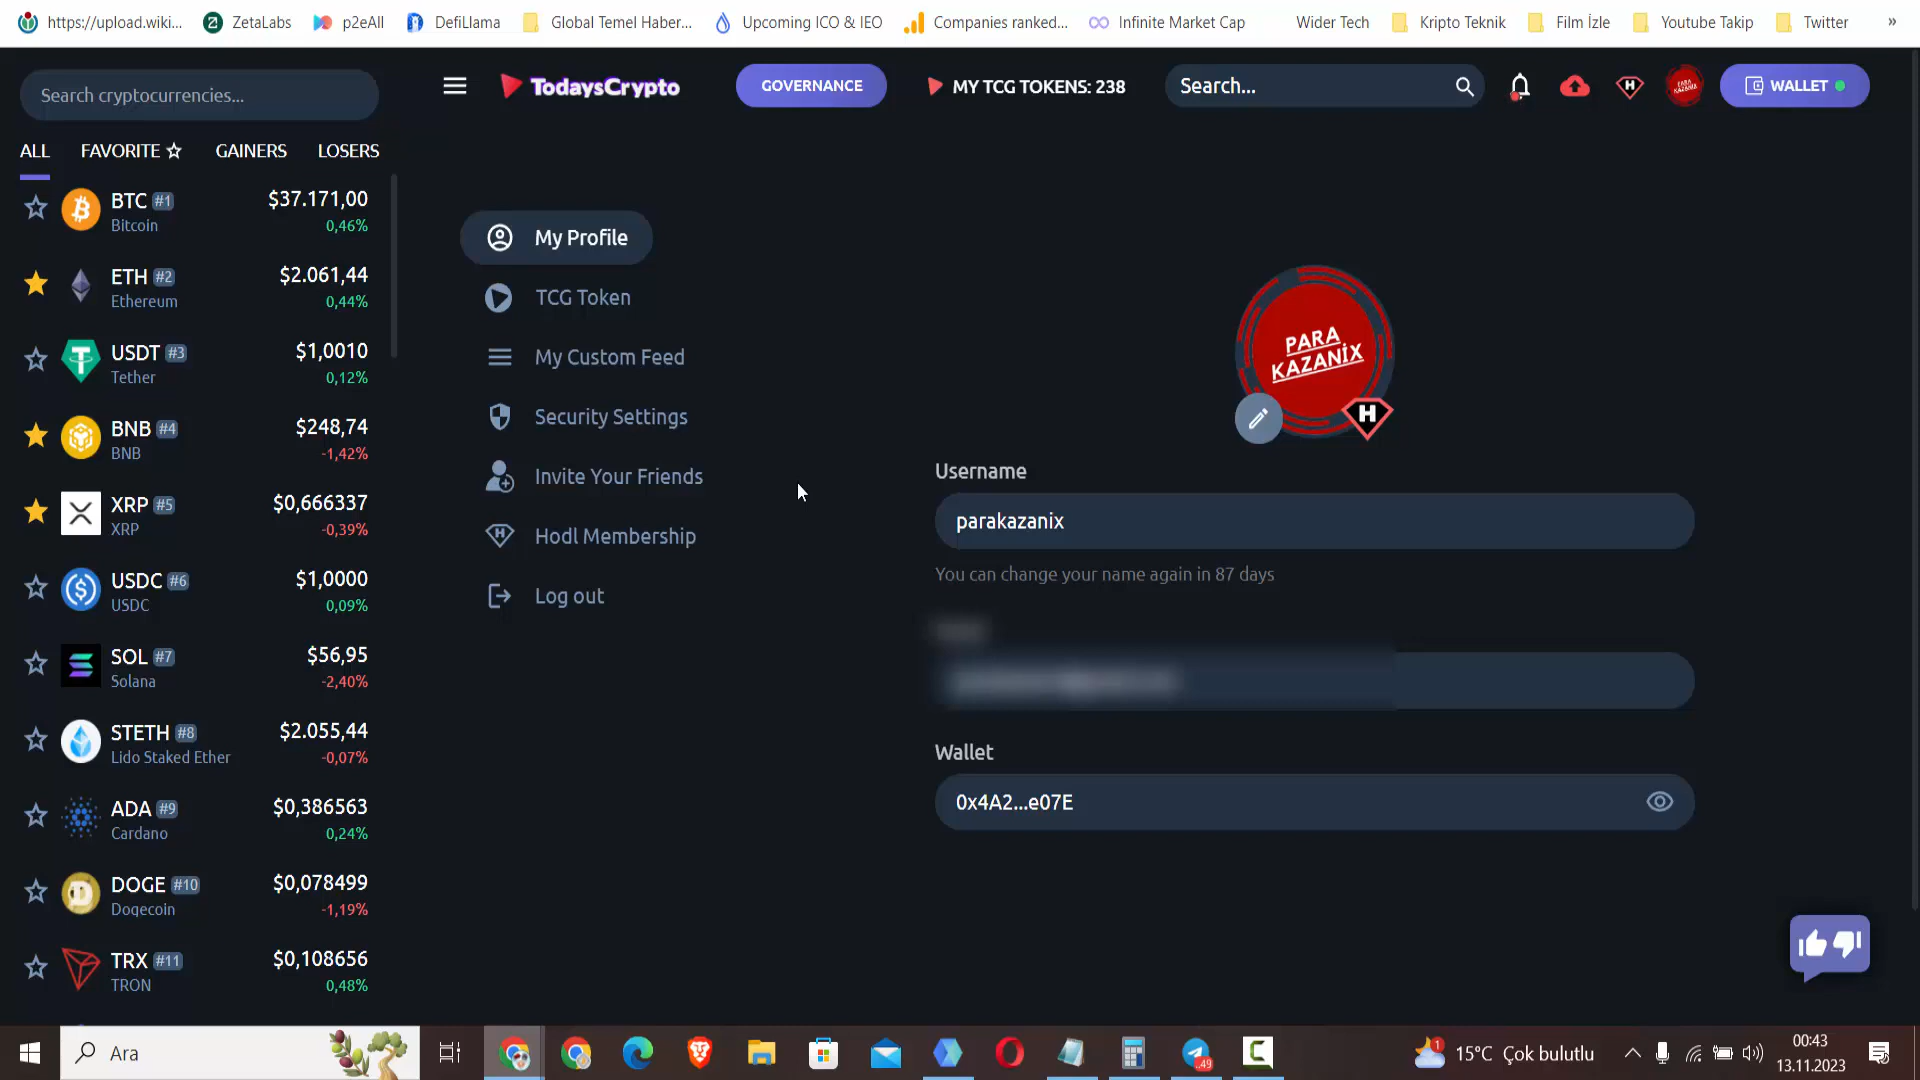 https://upload.wiki... ZetaLabs p2eAll DefiLlama Global Temel Haber... Upcoming ICO & IEO Companies ranked... Infinite Market Cap Wider Tech Kripto Teknik Film İzle Youtube Takip Twitter »
Search cryptocurrencies...
TodaysCrypto GOVERNANCE MY TCG TOKENS: 238 Search... H PARA KAZANİX WALLET
ALL FAVORITE GAINERS LOSERS
BTC #1 $37.171,00
Bitcoin 0,46%
ETH #2 $2.061,44
Ethereum 0,44%
USDT #3 $1,0010
Tether 0,12%
BNB #4 $248,74
BNB -1,42%
XRP #5 $0,666337
XRP -0,39%
USDC #6 $1,0000
USDC 0,09%
SOL #7 $56,95
Solana -2,40%
STETH #8 $2.055,44
Lido Staked Ether -0,07%
ADA #9 $0,386563
Cardano 0,24%
DOGE #10 $0,078499
Dogecoin -1,19%
TRX #11 $0,108656
TRON 0,48%
My Profile
TCG Token
My Custom Feed
Security Settings
Invite Your Friends
Hodl Membership
Log out
PARA
KAZANİX
H
Username
parakazanix
You can change your name again in 87 days
Wallet
0x4A2...e07E
Ara
49
1
15°C Çok bulutlu
00:43
13.11.2023